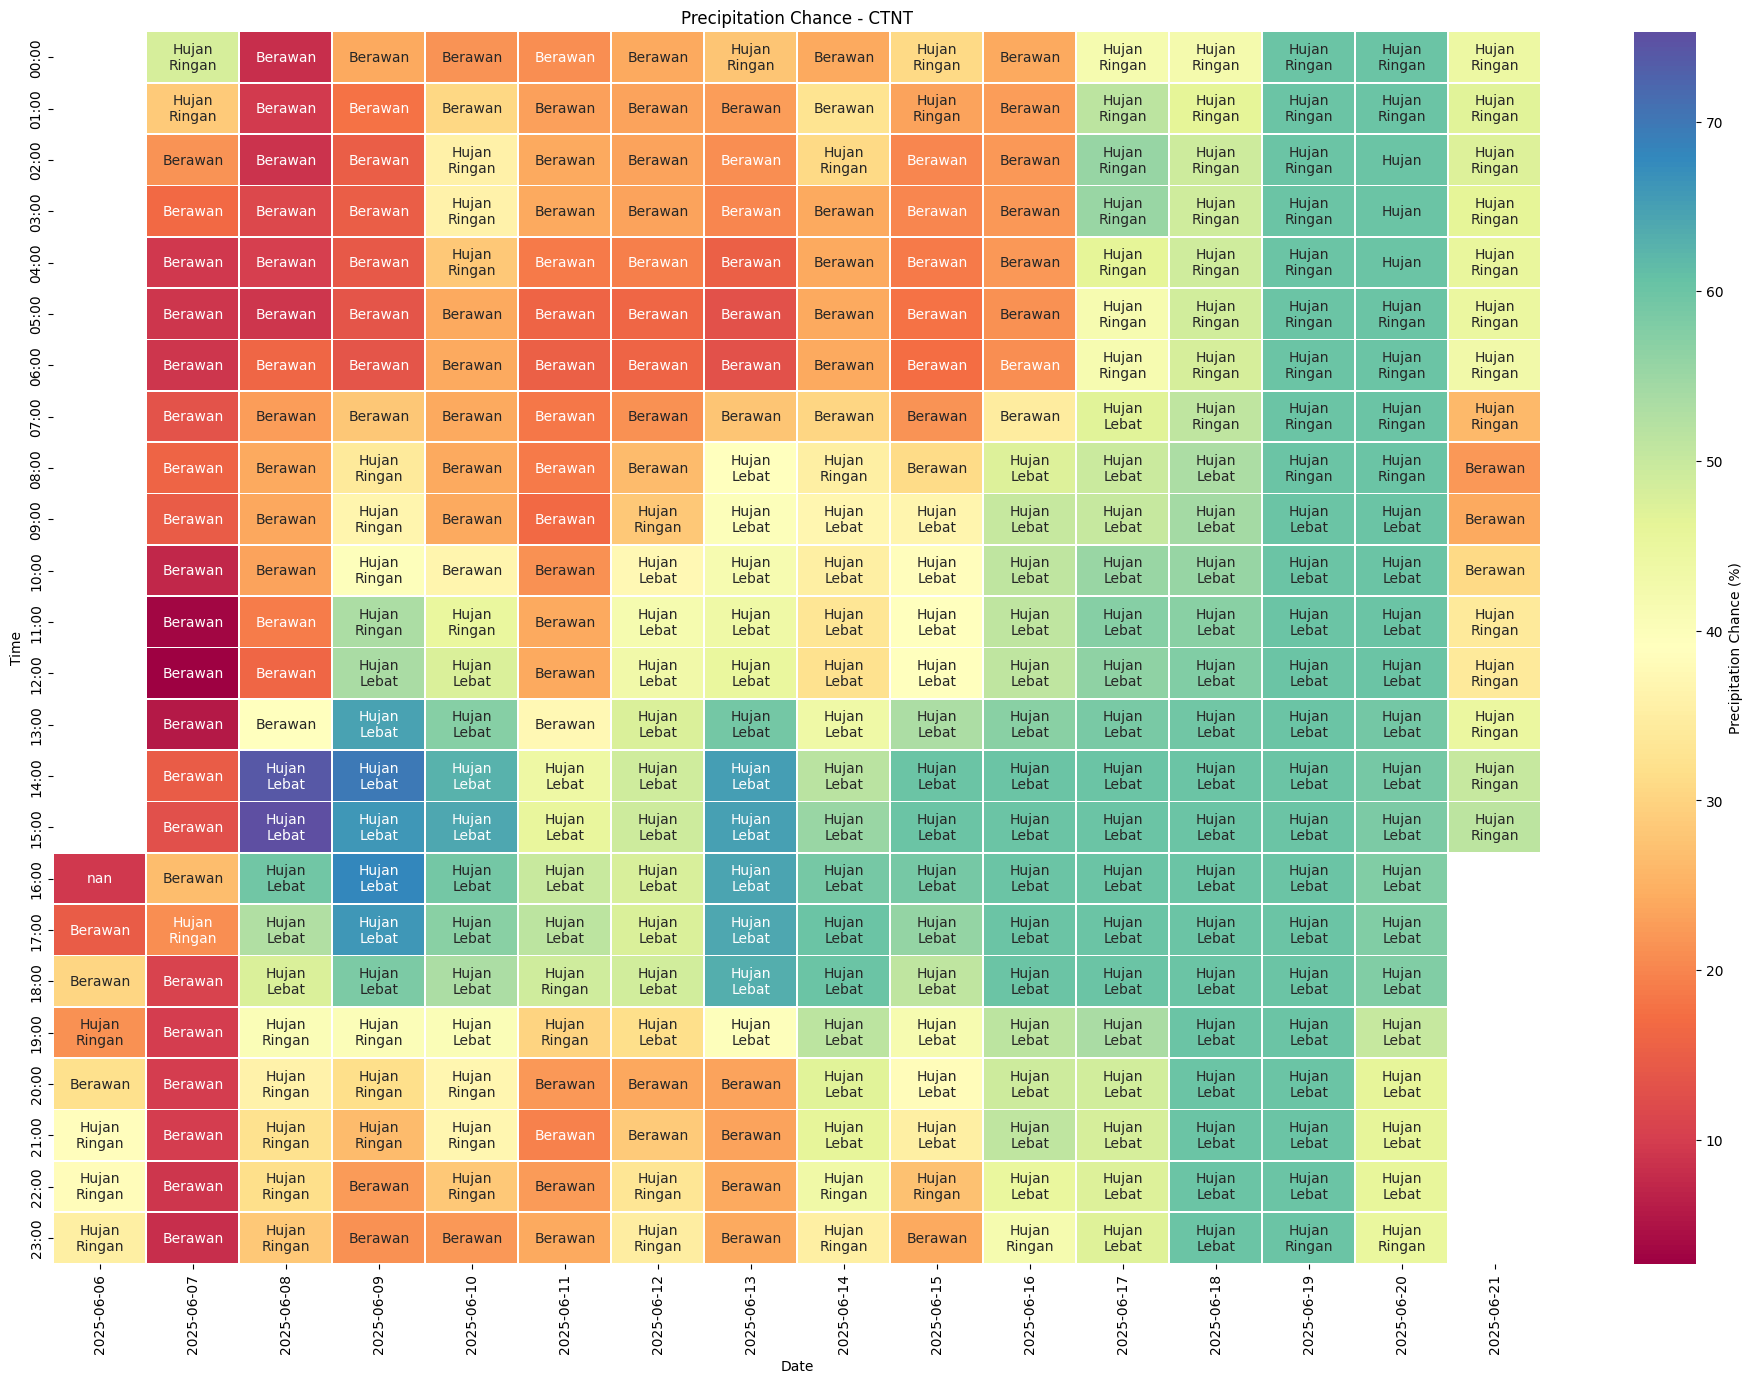 Precipitation Chance - CTNT
00:00 Hujan Ringan Berawan Berawan Berawan Berawan Berawan Hujan Ringan Berawan Hujan Ringan Berawan Hujan Ringan Hujan Ringan Hujan Ringan Hujan Ringan Hujan Ringan
01:00 Hujan Ringan Berawan Berawan Berawan Berawan Berawan Berawan Berawan Hujan Ringan Berawan Hujan Ringan Hujan Ringan Hujan Ringan Hujan Ringan Hujan Ringan
02:00 Berawan Berawan Berawan Hujan Ringan Berawan Berawan Berawan Hujan Ringan Berawan Berawan Hujan Ringan Hujan Ringan Hujan Ringan Hujan Hujan Ringan
03:00 Berawan Berawan Berawan Hujan Ringan Berawan Berawan Berawan Berawan Berawan Berawan Hujan Ringan Hujan Ringan Hujan Ringan Hujan Hujan Ringan
04:00 Berawan Berawan Berawan Hujan Ringan Berawan Berawan Berawan Berawan Berawan Berawan Hujan Ringan Hujan Ringan Hujan Ringan Hujan Hujan Ringan
05:00 Berawan Berawan Berawan Berawan Berawan Berawan Berawan Berawan Berawan Berawan Hujan Ringan Hujan Ringan Hujan Ringan Hujan Ringan Hujan Ringan
06:00 Berawan Berawan Berawan Berawan Berawan Berawan Berawan Berawan Berawan Berawan Hujan Ringan Hujan Ringan Hujan Ringan Hujan Ringan Hujan Ringan
07:00 Berawan Berawan Berawan Berawan Berawan Berawan Berawan Berawan Berawan Berawan Hujan Lebat Hujan Ringan Hujan Ringan Hujan Ringan Hujan Ringan
08:00 Berawan Berawan Hujan Ringan Berawan Berawan Berawan Hujan Lebat Hujan Ringan Berawan Hujan Lebat Hujan Lebat Hujan Lebat Hujan Ringan Hujan Ringan Berawan
09:00 Berawan Berawan Hujan Ringan Berawan Berawan Hujan Ringan Hujan Lebat Hujan Lebat Hujan Lebat Hujan Lebat Hujan Lebat Hujan Lebat Hujan Lebat Hujan Lebat Berawan
10:00 Berawan Berawan Hujan Ringan Berawan Berawan Hujan Lebat Hujan Lebat Hujan Lebat Hujan Lebat Hujan Lebat Hujan Lebat Hujan Lebat Hujan Lebat Hujan Lebat Berawan
11:00 Berawan Berawan Hujan Ringan Hujan Ringan Berawan Hujan Lebat Hujan Lebat Hujan Lebat Hujan Lebat Hujan Lebat Hujan Lebat Hujan Lebat Hujan Lebat Hujan Lebat Hujan Ringan
12:00 Berawan Berawan Hujan Lebat Hujan Lebat Berawan Hujan Lebat Hujan Lebat Hujan Lebat Hujan Lebat Hujan Lebat Hujan Lebat Hujan Lebat Hujan Lebat Hujan Lebat Hujan Ringan
13:00 Berawan Berawan Hujan Lebat Hujan Lebat Berawan Hujan Lebat Hujan Lebat Hujan Lebat Hujan Lebat Hujan Lebat Hujan Lebat Hujan Lebat Hujan Lebat Hujan Lebat Hujan Ringan
14:00 Berawan Hujan Lebat Hujan Lebat Hujan Lebat Hujan Lebat Hujan Lebat Hujan Lebat Hujan Lebat Hujan Lebat Hujan Lebat Hujan Lebat Hujan Lebat Hujan Lebat Hujan Lebat Hujan Ringan
15:00 Berawan Hujan Lebat Hujan Lebat Hujan Lebat Hujan Lebat Hujan Lebat Hujan Lebat Hujan Lebat Hujan Lebat Hujan Lebat Hujan Lebat Hujan Lebat Hujan Lebat Hujan Lebat Hujan Ringan
16:00 nan Berawan Hujan Lebat Hujan Lebat Hujan Lebat Hujan Lebat Hujan Lebat Hujan Lebat Hujan Lebat Hujan Lebat Hujan Lebat Hujan Lebat Hujan Lebat Hujan Lebat Hujan Lebat
17:00 Berawan Hujan Ringan Hujan Lebat Hujan Lebat Hujan Lebat Hujan Lebat Hujan Lebat Hujan Lebat Hujan Lebat Hujan Lebat Hujan Lebat Hujan Lebat Hujan Lebat Hujan Lebat Hujan Lebat
18:00 Berawan Berawan Hujan Lebat Hujan Lebat Hujan Lebat Hujan Ringan Hujan Lebat Hujan Lebat Hujan Lebat Hujan Lebat Hujan Lebat Hujan Lebat Hujan Lebat Hujan Lebat Hujan Lebat
19:00 Hujan Ringan Berawan Hujan Ringan Hujan Ringan Hujan Lebat Hujan Ringan Hujan Lebat Hujan Lebat Hujan Lebat Hujan Lebat Hujan Lebat Hujan Lebat Hujan Lebat Hujan Lebat Hujan Lebat
20:00 Berawan Berawan Hujan Ringan Hujan Ringan Hujan Ringan Berawan Berawan Berawan Hujan Lebat Hujan Lebat Hujan Lebat Hujan Lebat Hujan Lebat Hujan Lebat Hujan Lebat
21:00 Hujan Ringan Berawan Hujan Ringan Hujan Ringan Hujan Ringan Berawan Berawan Berawan Hujan Lebat Hujan Lebat Hujan Lebat Hujan Lebat Hujan Lebat Hujan Lebat Hujan Lebat
22:00 Hujan Ringan Berawan Hujan Ringan Berawan Hujan Ringan Berawan Hujan Ringan Berawan Hujan Ringan Hujan Ringan Hujan Lebat Hujan Lebat Hujan Lebat Hujan Lebat Hujan Lebat
23:00 Hujan Ringan Berawan Hujan Ringan Berawan Berawan Berawan Hujan Ringan Berawan Hujan Ringan Berawan Hujan Ringan Hujan Lebat Hujan Lebat Hujan Ringan Hujan Ringan
Time
2025-06-06 2025-06-07 2025-06-08 2025-06-09 2025-06-10 2025-06-11 2025-06-12 2025-06-13 2025-06-14 2025-06-15 2025-06-16 2025-06-17 2025-06-18 2025-06-19 2025-06-20 2025-06-21
Date
70
60
50
40
30
20
10
Precipitation Chance (%)